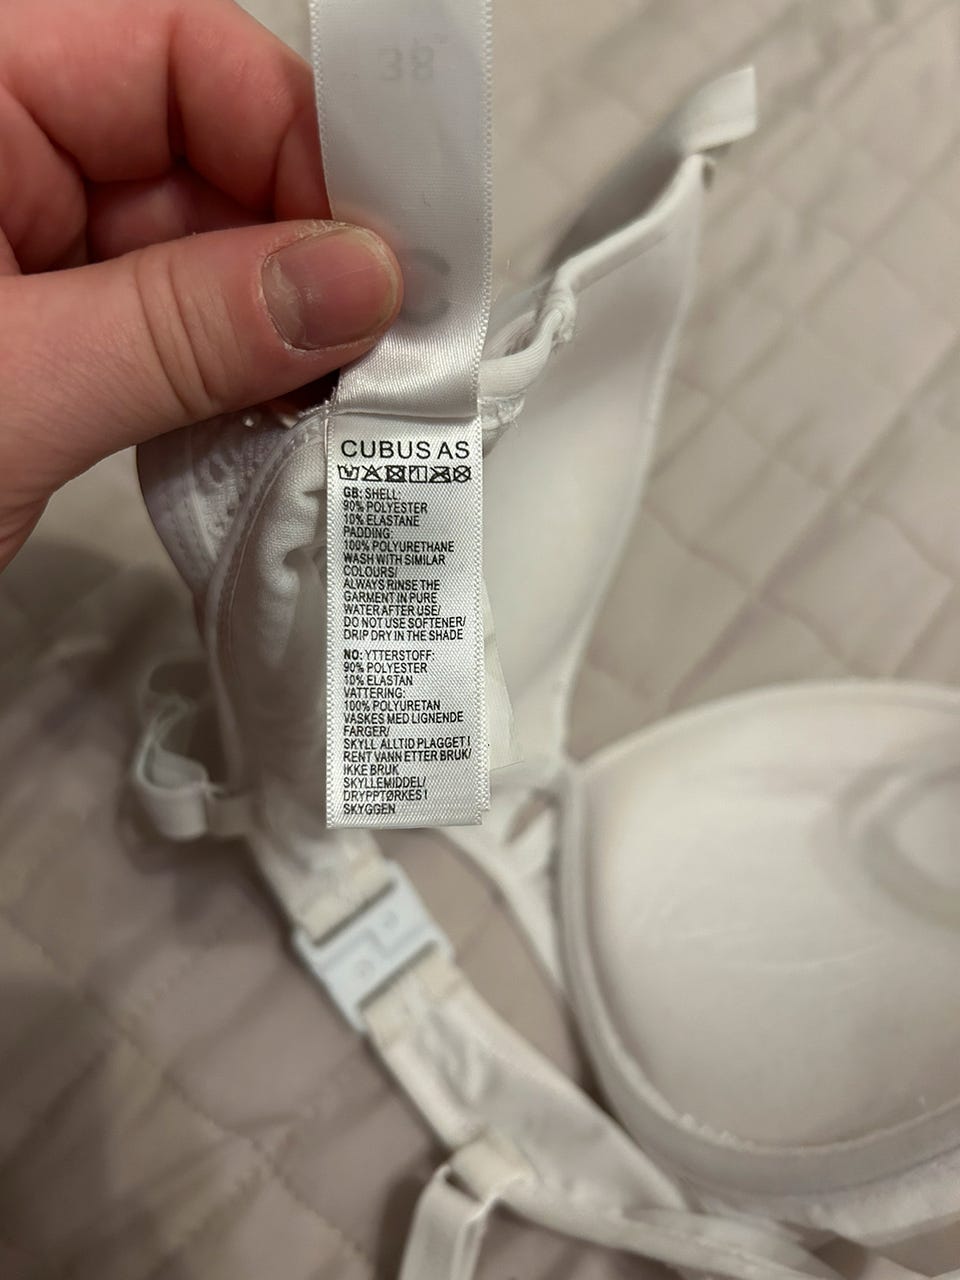 38
CUBUS AS
GB: SHELL:
90% POLYESTER
10% ELASTANE
PADDING:
100% POLYURETHANE
WASH WITH SIMILAR
COLOURS/
ALWAYS RINSE THE
GARMENT IN PURE
WATER AFTER USE/
DO NOT USE SOFTENER/
DRIP DRY IN THE SHADE
NO: YTTERSTOFF:
90% POLYESTER
10% ELASTAN
VATTERING:
100% POLYURETAN
VASKES MED LIGNENDE
FARGER/
SKYLL ALLTID PLAGGET I
RENT VANN ETTER BRUK/
IKKE BRUK
SKYLLEMIDDEL/
DRYPPTØRKES I
SKYGGEN